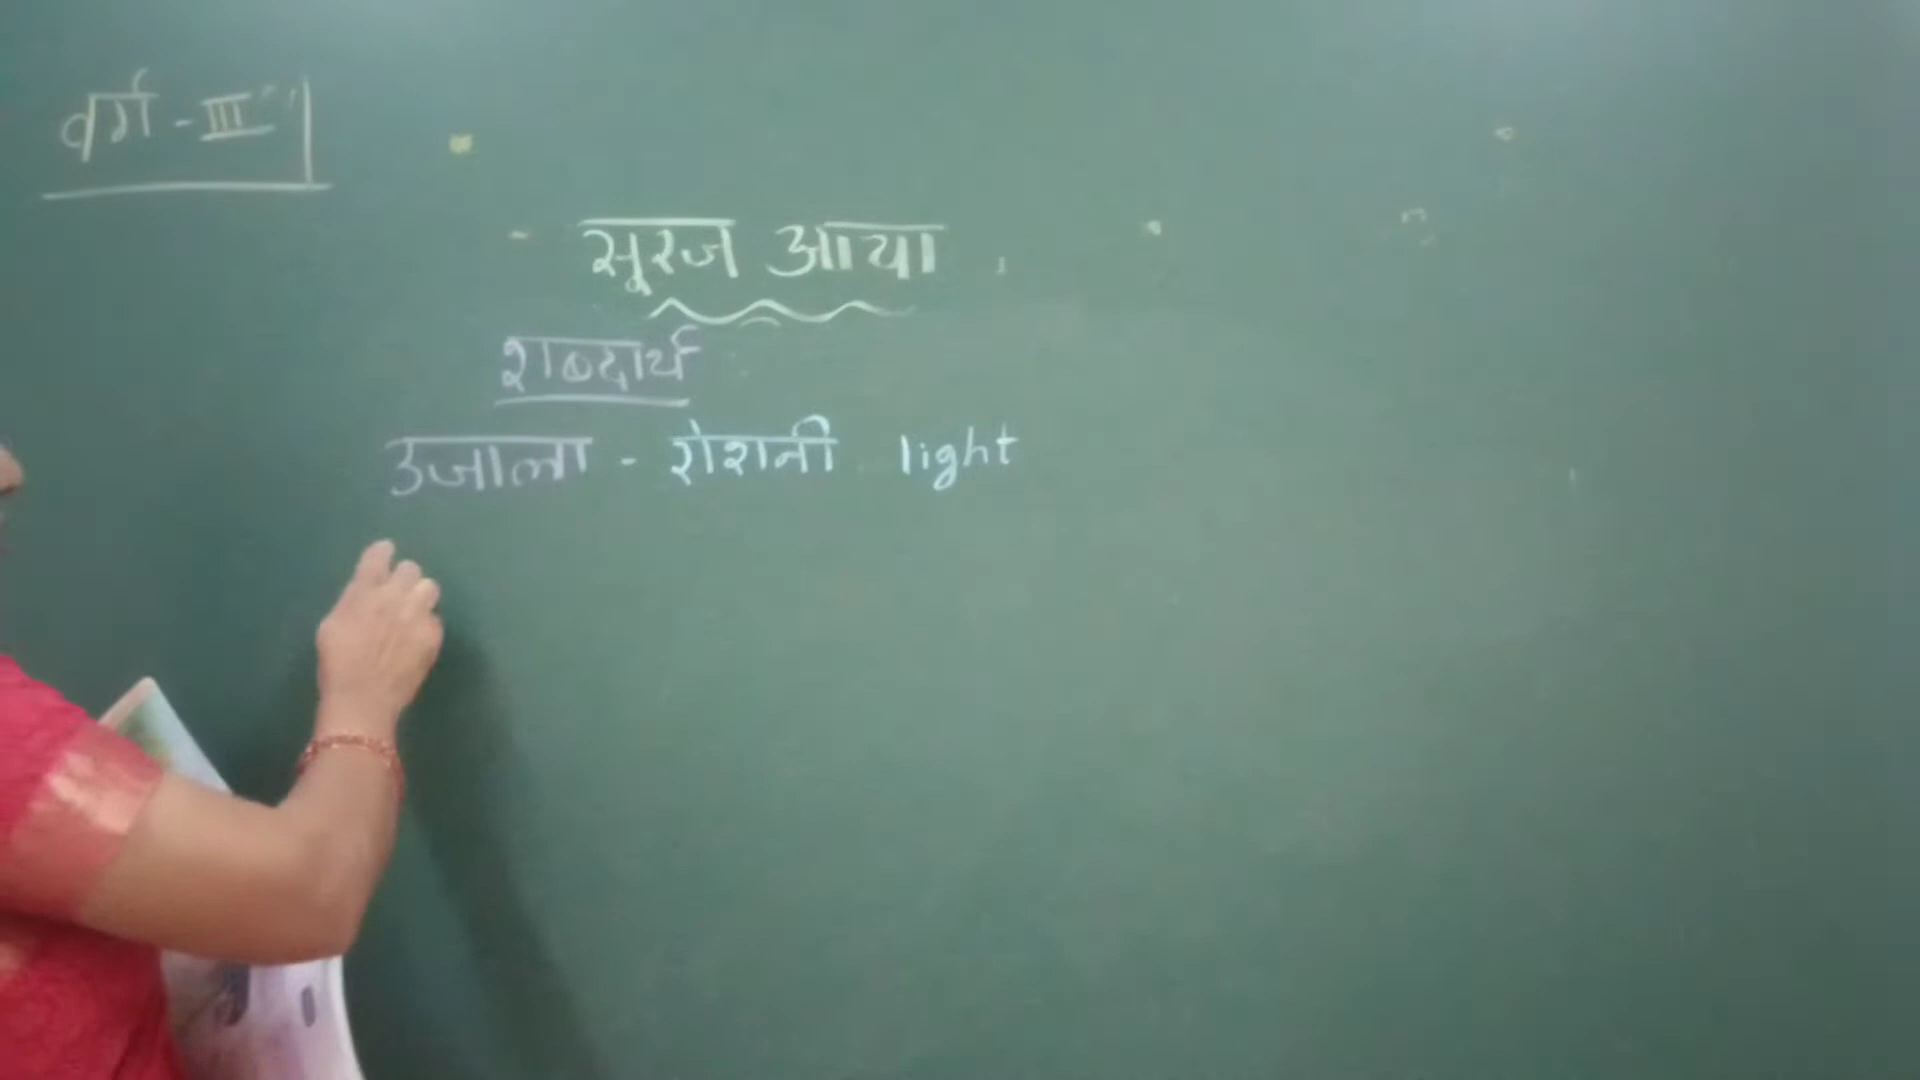 वर्ग - III
सूरज आया
शब्दार्थ
उजाला - रोशनी light